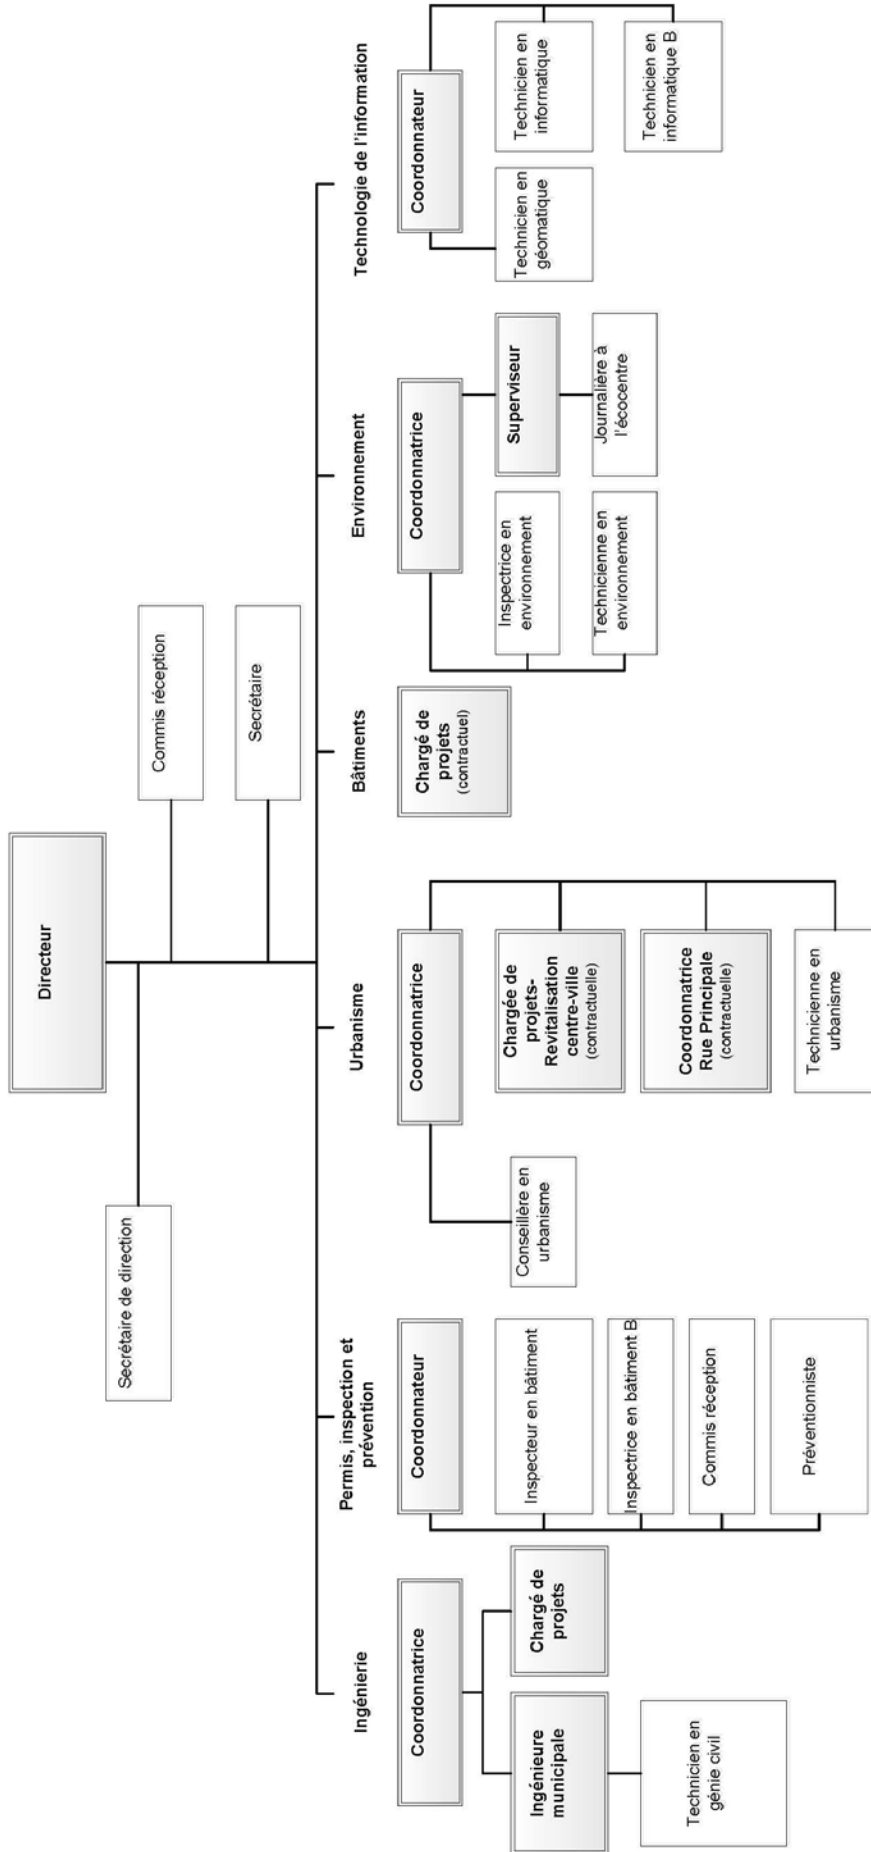 Directeur
Secrétaire de direction
Commis réception
Secrétaire
Ingénierie
Coordonnatrice
Ingénieure
municipale
Chargé de
projets
Technicien en
génie civil
Permis, inspection et
prévention
Coordonnateur
Inspecteur en bâtiment
Inspectrice en bâtiment B
Commis réception
Préventionniste
Urbanisme
Coordonnatrice
Conseillère en
urbanisme
Chargée de
projets-
Revitalisation
centre-ville
(contractuelle)
Coordonnatrice
Rue Principale
(contractuelle)
Technicienne en
urbanisme
Bâtiments
Chargé de
projets
(contractuel)
Environnement
Coordonnatrice
Inspectrice en
environnement
Technicienne en
environnement
Superviseur
Journalière à
l'écocentre
Technologie de l'information
Coordonnateur
Technicien en
géomatique
Technicien en
informatique
Technicien en
informatique B